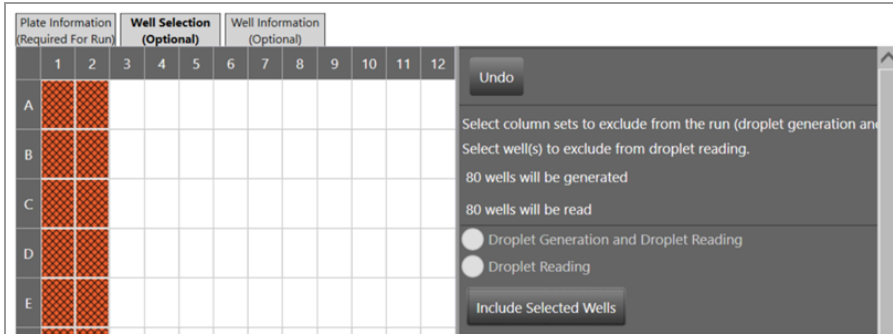 Plate Information
(Required For Run)
Well Selection
(Optional)
Well Information
(Optional)
1 2 3 4 5 6 7 8 9 10 11 12
A
B
C
D
E
Undo
Select column sets to exclude from the run (droplet generation and
Select well(s) to exclude from droplet reading.
80 wells will be generated
80 wells will be read
Droplet Generation and Droplet Reading
Droplet Reading
Include Selected Wells